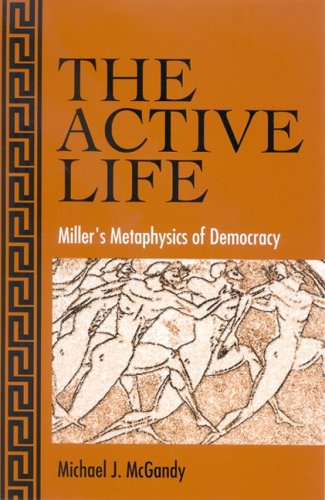 THE
ACTIVE
LIFE
Miller's Metaphysics of Democracy
Michael J. McGandy